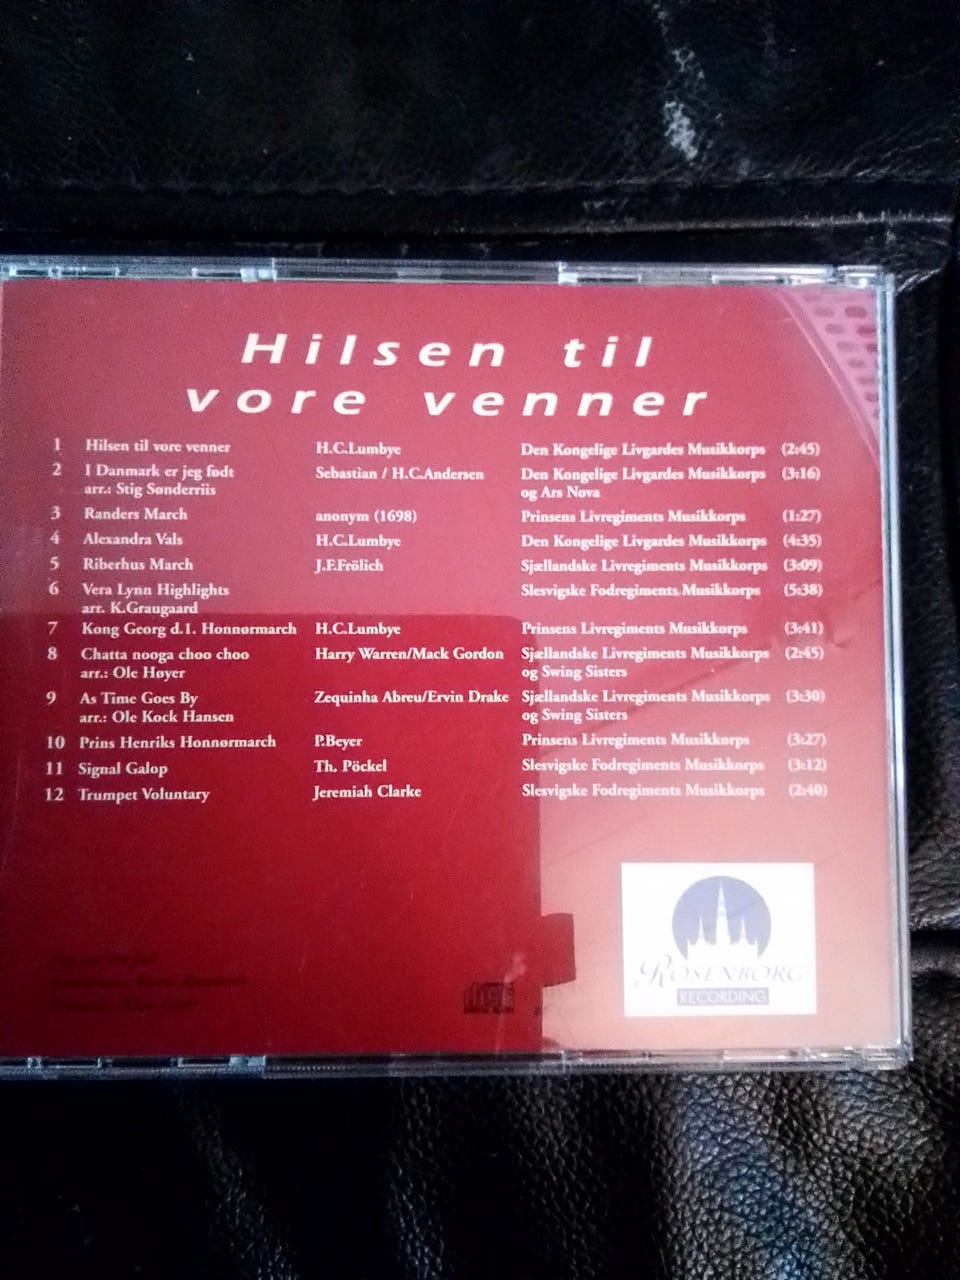 Hilsen til
vore venner
1 Hilsen til vore venner H.C.Lumbye Den Kongelige Livgardes Musikkorps (2:45)
2 I Danmark er jeg født Sebastian / H.C.Andersen Den Kongelige Livgardes Musikkorps (3:16)
arr.: Stig Sønderriis og Ars Nova
3 Randers March anonym (1698) Prinsens Livregiments Musikkorps (1:27)
4 Alexandra Vals H.C.Lumbye Den Kongelige Livgardes Musikkorps (4:35)
5 Riberhus March J.F.Frölich Sjællandske Livregiments Musikkorps (3:09)
6 Vera Lynn Highlights Slesvigske Fodregiments Musikkorps (5:38)
arr. K.Graugaard
7 Kong Georg d.1. Honnørmarch H.C.Lumbye Prinsens Livregiments Musikkorps (3:41)
8 Chatta nooga choo choo Harry Warren/Mack Gordon Sjællandske Livregiments Musikkorps (2:45)
arr.: Ole Høyer og Swing Sisters
9 As Time Goes By Zequinha Abreu/Ervin Drake Sjællandske Livregiments Musikkorps (3:30)
arr.: Ole Kock Hansen og Swing Sisters
10 Prins Henriks Honnørmarch P.Beyer Prinsens Livregiments Musikkorps (3:27)
11 Signal Galop Th. Pöckel Slesvigske Fodregiments Musikkorps (3:12)
12 Trumpet Voluntary Jeremiah Clarke Slesvigske Fodregiments Musikkorps (2:40)
ROSENBORG
RECORDING